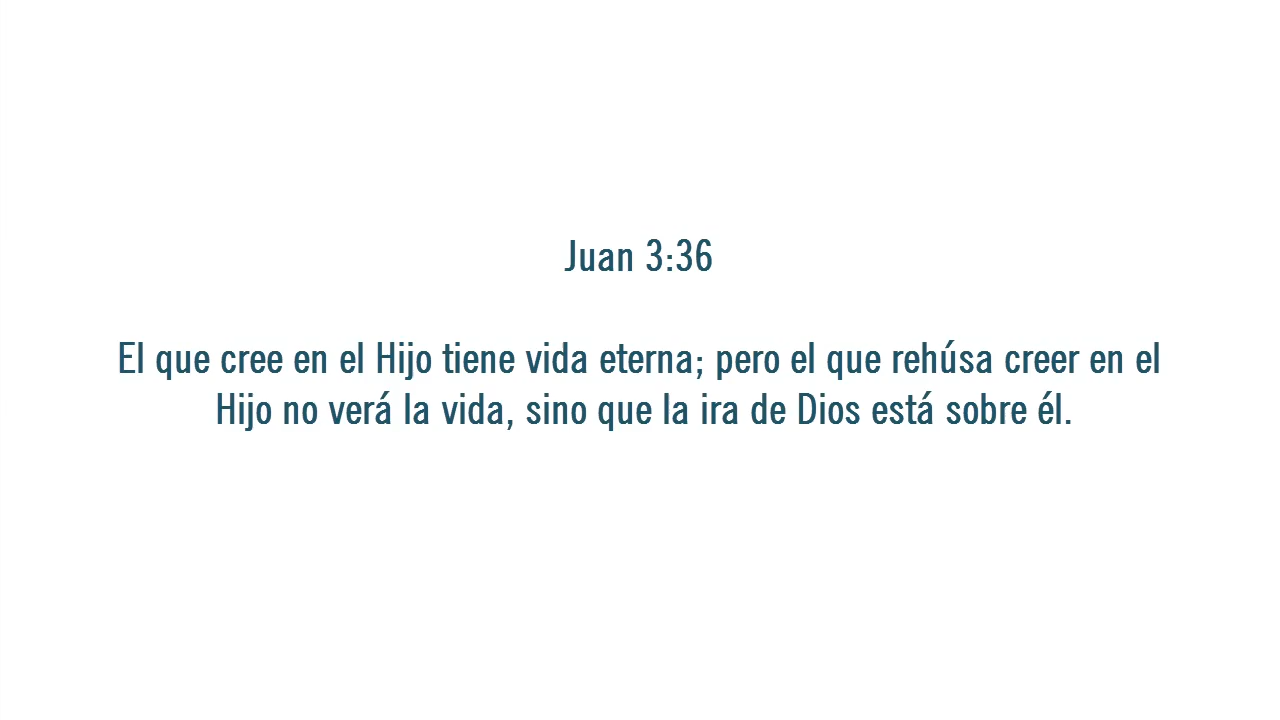 Juan 3:36
El que cree en el Hijo tiene vida eterna; pero el que rehúsa creer en el
Hijo no verá la vida, sino que la ira de Dios está sobre él.